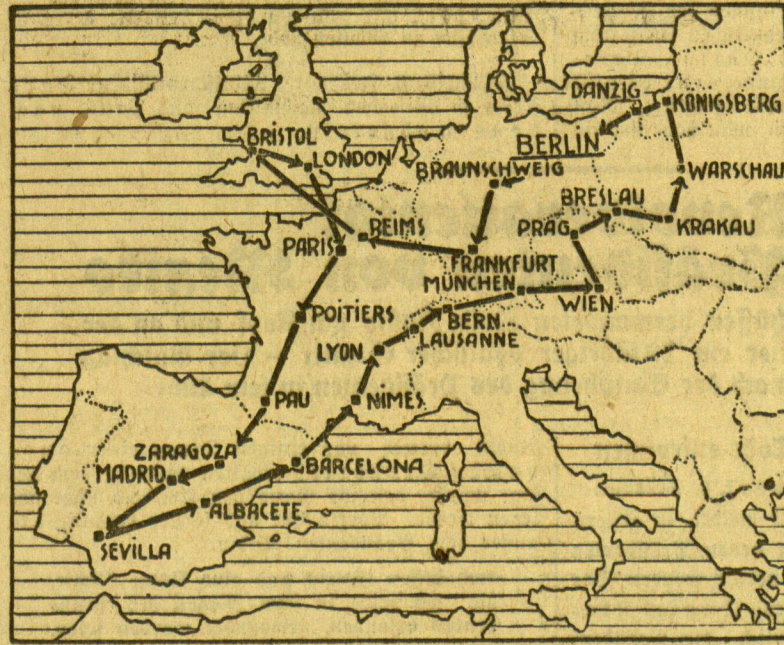 DANZIG
KÖNIGSBERG
BERLIN
BRISTOL
LONDON
BRAUNSCHWEIG
WARSCHAU
BRESLAU
REIMS
PRAG
KRAKAU
PARIS
FRANKFURT
MÜNCHEN
WIEN
POITIERS
BERN
LAUSANNE
LYON
PAU
NIMES
ZARAGOZA
MADRID
BARCELONA
ALBACETE
SEVILLA